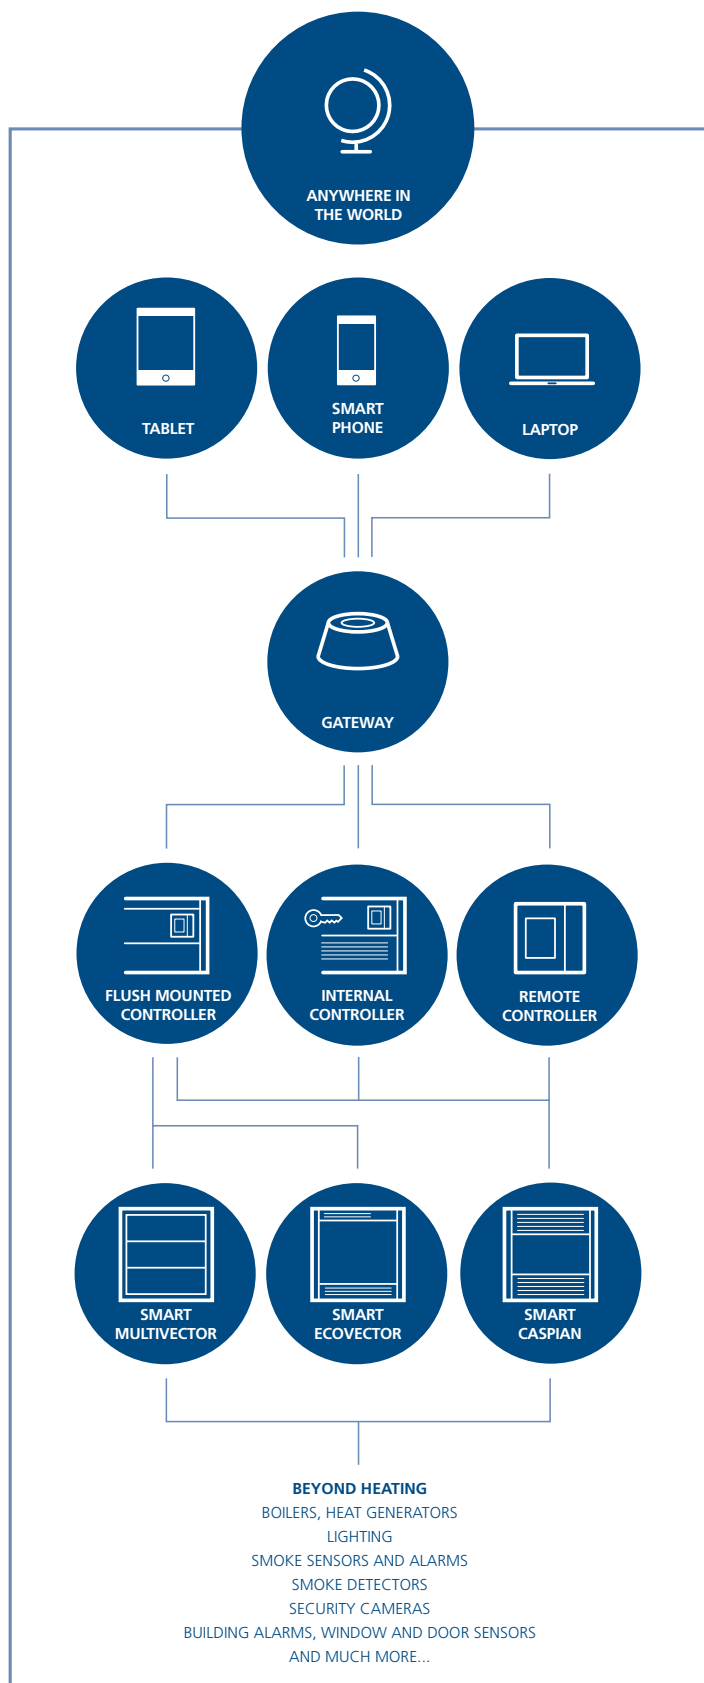 ANYWHERE IN
THE WORLD
TABLET
SMART
PHONE
LAPTOP
GATEWAY
FLUSH MOUNTED
CONTROLLER
INTERNAL
CONTROLLER
REMOTE
CONTROLLER
SMART
MULTIVECTOR
SMART
ECOVECTOR
SMART
CASPIAN
BEYOND HEATING
BOILERS, HEAT GENERATORS
LIGHTING
SMOKE SENSORS AND ALARMS
SMOKE DETECTORS
SECURITY CAMERAS
BUILDING ALARMS, WINDOW AND DOOR SENSORS
AND MUCH MORE...